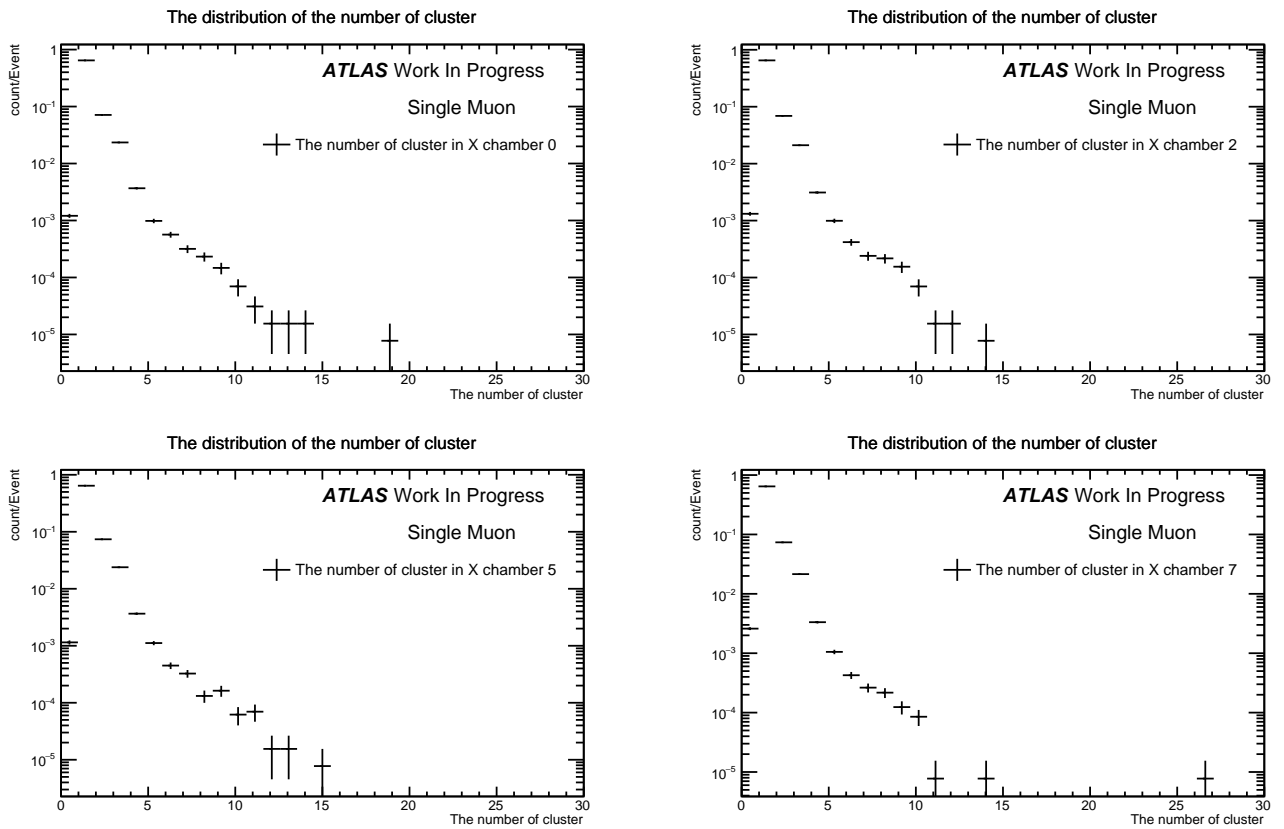 The distribution of the number of cluster
count/Event
1
10⁻¹
10⁻²
10⁻³
10⁻⁴
10⁻⁵
ATLAS Work In Progress
Single Muon
The number of cluster in X chamber 0
0 5 10 15 20 25 30
The number of cluster
The distribution of the number of cluster
count/Event
1
10⁻¹
10⁻²
10⁻³
10⁻⁴
10⁻⁵
ATLAS Work In Progress
Single Muon
The number of cluster in X chamber 2
0 5 10 15 20 25 30
The number of cluster
The distribution of the number of cluster
count/Event
1
10⁻¹
10⁻²
10⁻³
10⁻⁴
10⁻⁵
ATLAS Work In Progress
Single Muon
The number of cluster in X chamber 5
0 5 10 15 20 25 30
The number of cluster
The distribution of the number of cluster
count/Event
1
10⁻¹
10⁻²
10⁻³
10⁻⁴
10⁻⁵
ATLAS Work In Progress
Single Muon
The number of cluster in X chamber 7
0 5 10 15 20 25 30
The number of cluster